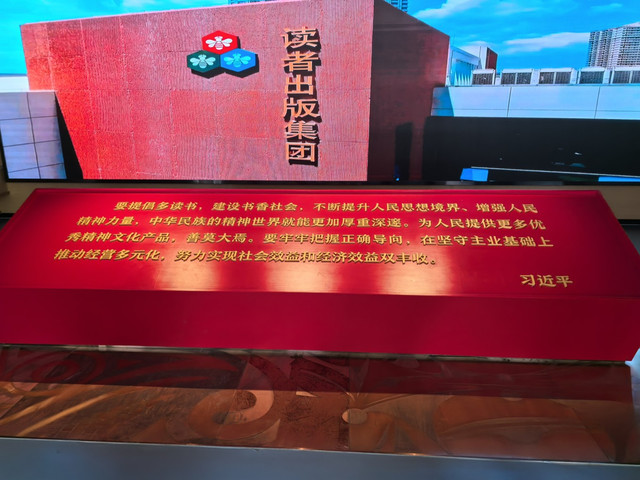 读者出版集团
要提倡多读书，建设书香社会，不断提升人民思想境界、增强人民
精神力量，中华民族的精神世界就能更加厚重深邃。为人民提供更多优
秀精神文化产品，善莫大焉。要牢牢把握正确导向，在坚守主业基础上
推动经营多元化，努力实现社会效益和经济效益双丰收。
习近平